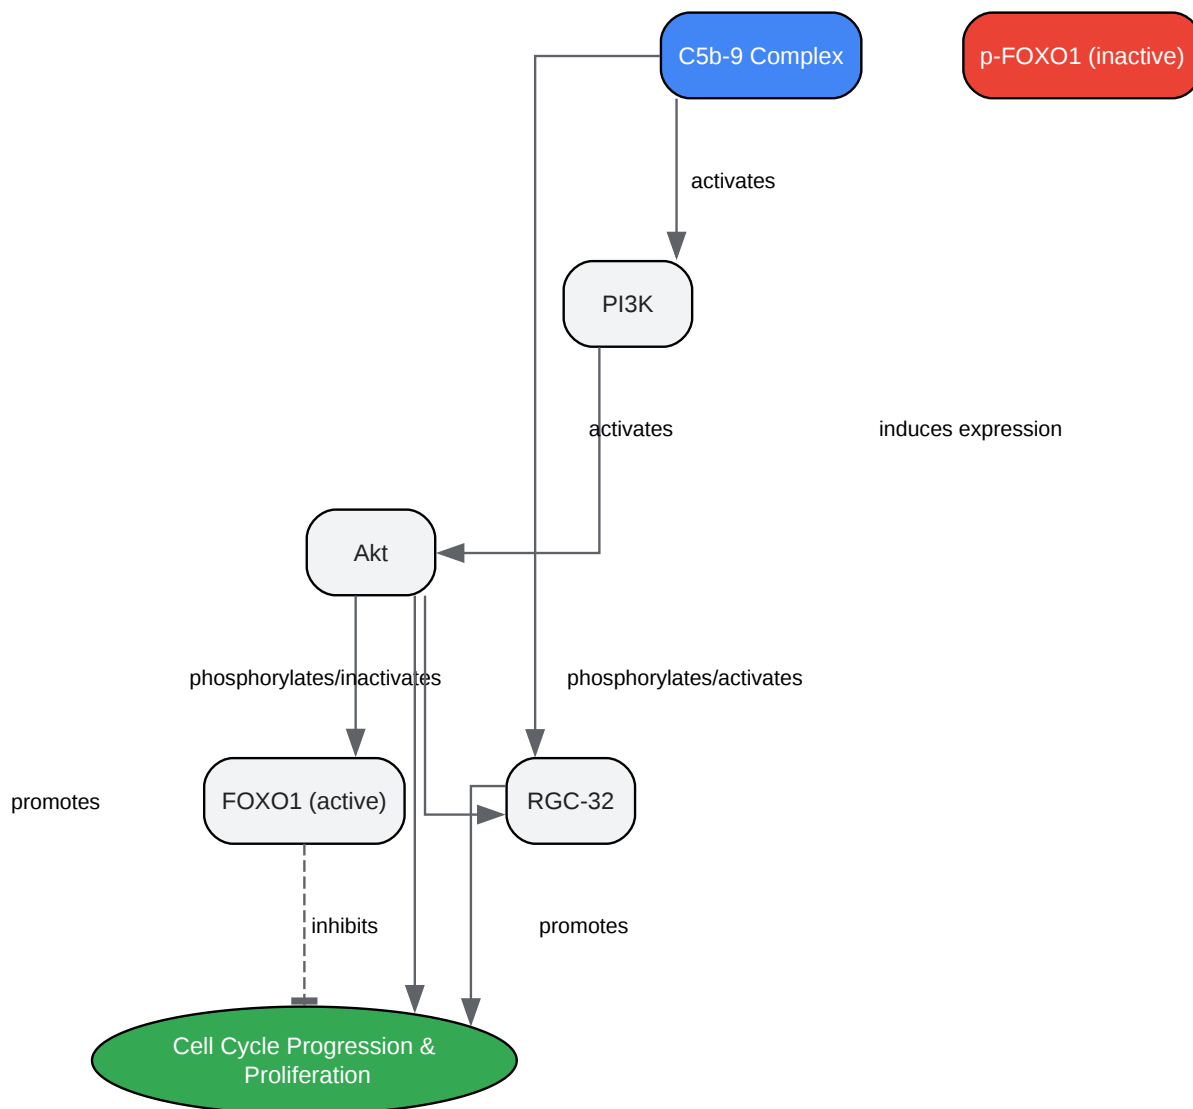 C5b-9 Complex
p-FOXO1 (inactive)
activates
PI3K
activates
induces expression
Akt
phosphorylates/inactivates
phosphorylates/activates
promotes
FOXO1 (active)
RGC-32
inhibits
promotes
Cell Cycle Progression &
Proliferation